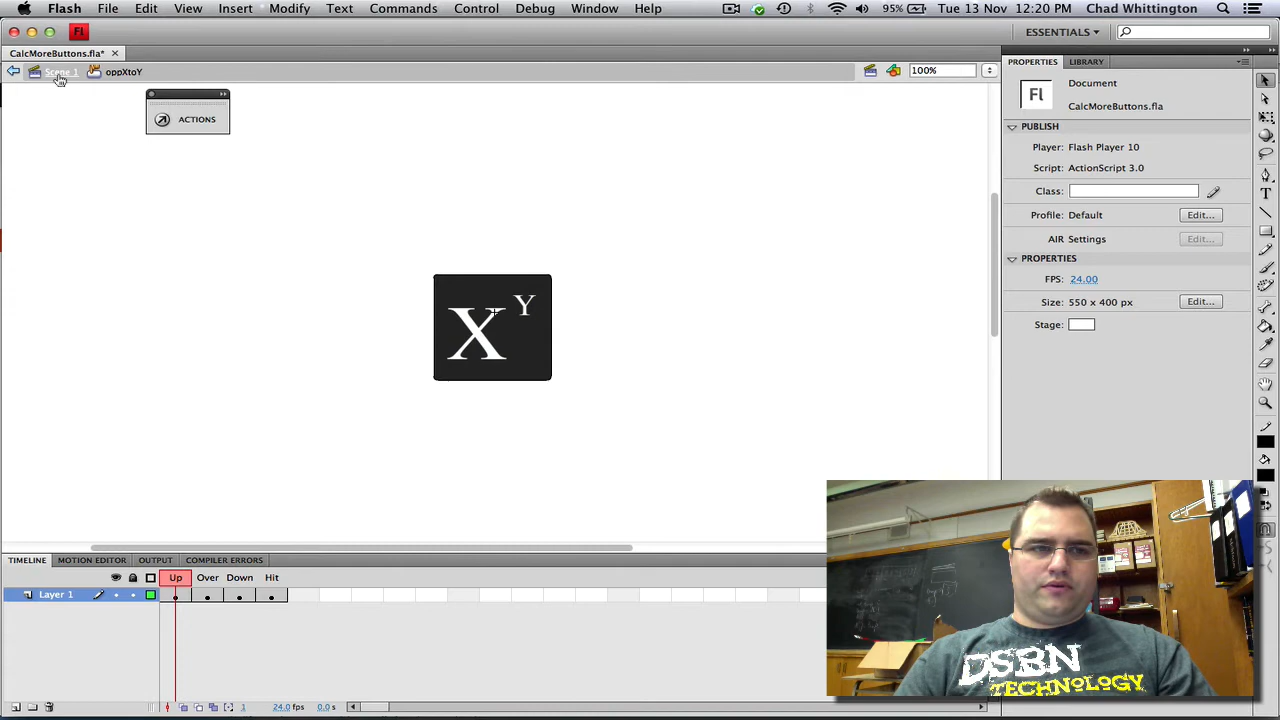 Flash File Edit View Insert Modify Text Commands Control Debug Window Help 95% Tue 13 Nov 12:20 PM Chad Whittington
Fl ESSENTIALS
CalcMoreButtons.fla*
Scene 1 oppXtoY 100%
ACTIONS
PROPERTIES LIBRARY
Fl Document
CalcMoreButtons.fla
PUBLISH
Player: Flash Player 10
Script: ActionScript 3.0
Class:
Profile: Default Edit...
AIR Settings Edit...
PROPERTIES
FPS: 24.00
Size: 550 x 400 px Edit...
Stage:
X Y
TIMELINE MOTION EDITOR OUTPUT COMPILER ERRORS
Up Over Down Hit
Layer 1
1 24.0 fps 0.0 s
DSBN
TECHNOLOGY